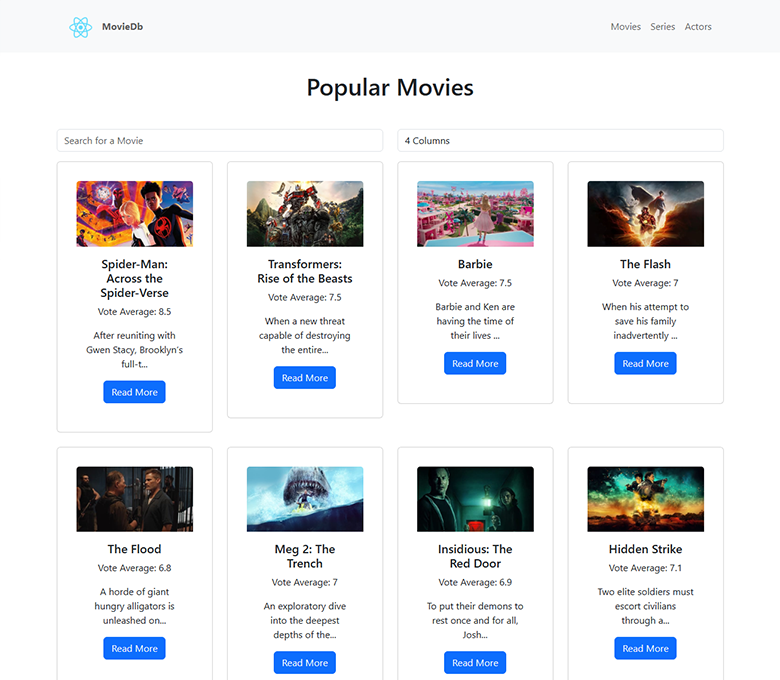 MovieDb
Movies Series Actors
Popular Movies
Search for a Movie
4 Columns
Spider-Man:
Across the
Spider-Verse
Vote Average: 8.5
After reuniting with
Gwen Stacy, Brooklyn's
full-t...
Read More
Transformers:
Rise of the Beasts
Vote Average: 7.5
When a new threat
capable of destroying
the entire...
Read More
Barbie
Vote Average: 7.5
Barbie and Ken are
having the time of
their lives ...
Read More
The Flash
Vote Average: 7
When his attempt to
save his family
inadvertently ...
Read More
The Flood
Vote Average: 6.8
A horde of giant
hungry alligators is
unleashed on...
Read More
Meg 2: The
Trench
Vote Average: 7
An exploratory dive
into the deepest
depths of the...
Read More
Insidious: The
Red Door
Vote Average: 6.9
To put their demons to
rest once and for all,
Josh...
Read More
Hidden Strike
Vote Average: 7.1
Two elite soldiers must
escort civilians
through a...
Read More